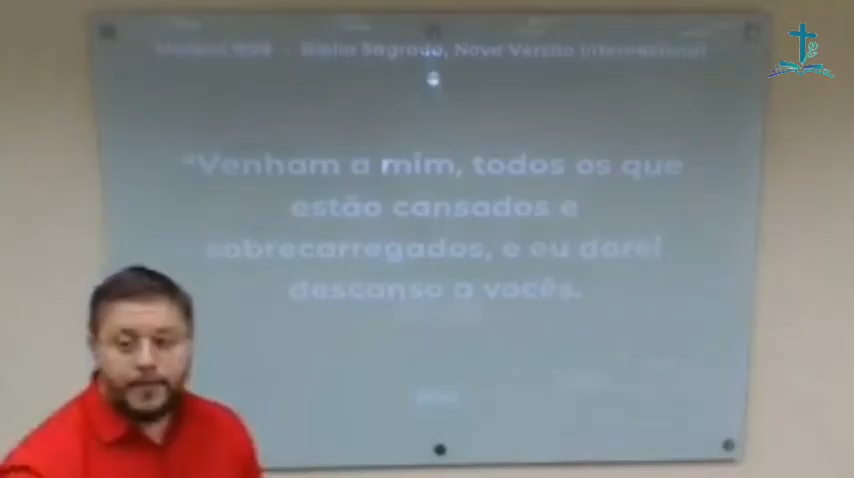 Bíblia Sagrada, Nova Versão Internacional
"Venham a mim, todos os que
estão cansados e
sobrecarregados, e eu darei
descanso a vocês.